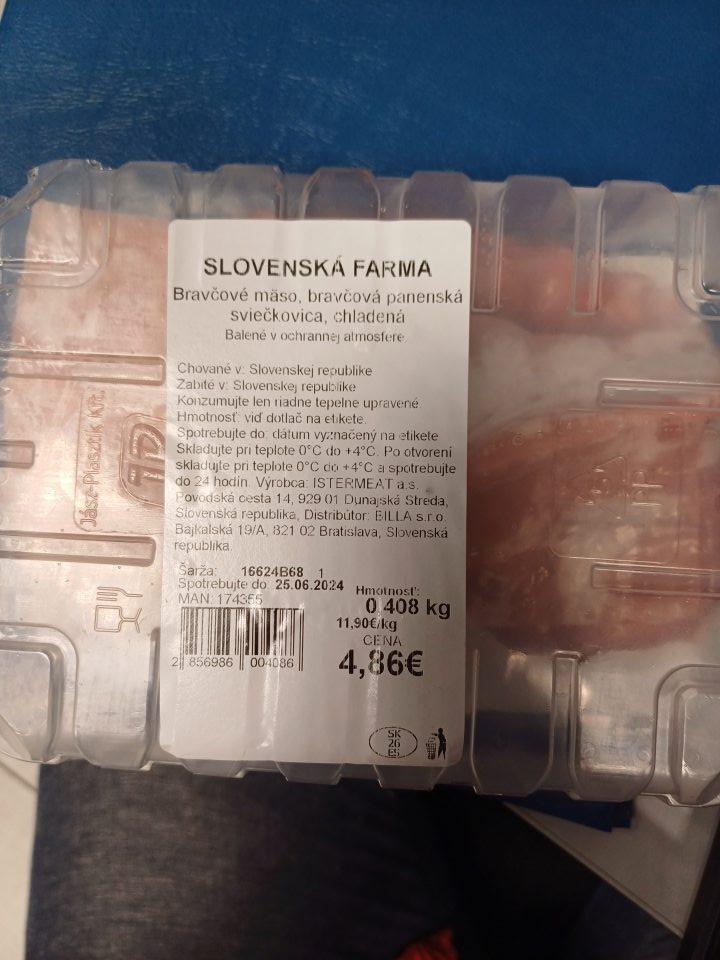 SLOVENSKÁ FARMA
Bravčové mäso, bravčová panenská
sviečkovica, chladená
Balené v ochrannej atmosfére.
Chované v: Slovenskej republike
Zabité v: Slovenskej republike
Konzumujte len riadne tepelne upravené.
Hmotnosť: viď dotlač na etikete.
Spotrebujte do: dátum vyznačený na etikete
Skladujte pri teplote 0°C do +4°C. Po otvorení
skladujte pri teplote 0°C do +4°C a spotrebujte
do 24 hodín. Výrobca: ISTERMEAT a.s.
Povodská cesta 14, 929 01 Dunajská Streda,
Slovenská republika, Distribútor: BILLA s.r.o.
Bajkalská 19/A, 821 02 Bratislava, Slovenská
republika.
Šarža: 16624B68 1
Spotrebujte do: 25.06.2024
MAN: 174355
Hmotnosť:
0,408 kg
11,90€/kg
CENA
4,86€
2 856986 004086
SK
26
ES
Jász-Plasztik Kft.
PP